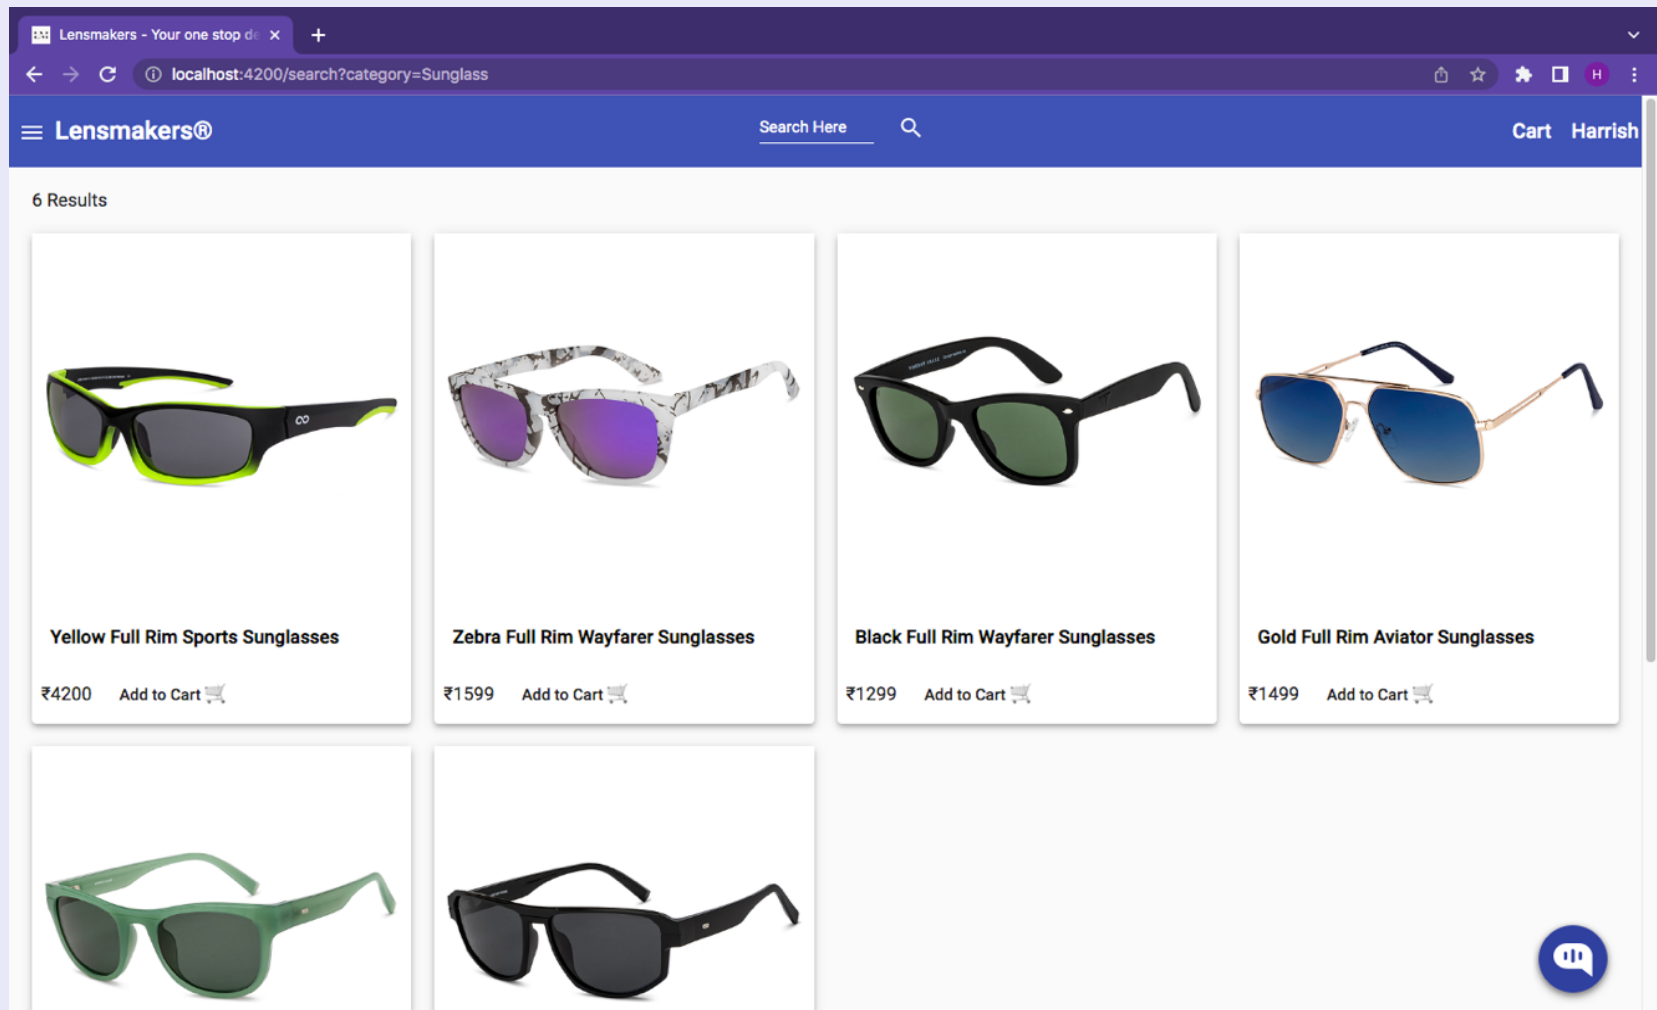 Lensmakers - Your one stop de
localhost:4200/search?category=Sunglass
H
Lensmakers®
Search Here
Cart
Harrish
6 Results
Yellow Full Rim Sports Sunglasses
₹4200 Add to Cart
Zebra Full Rim Wayfarer Sunglasses
₹1599 Add to Cart
Black Full Rim Wayfarer Sunglasses
₹1299 Add to Cart
Gold Full Rim Aviator Sunglasses
₹1499 Add to Cart